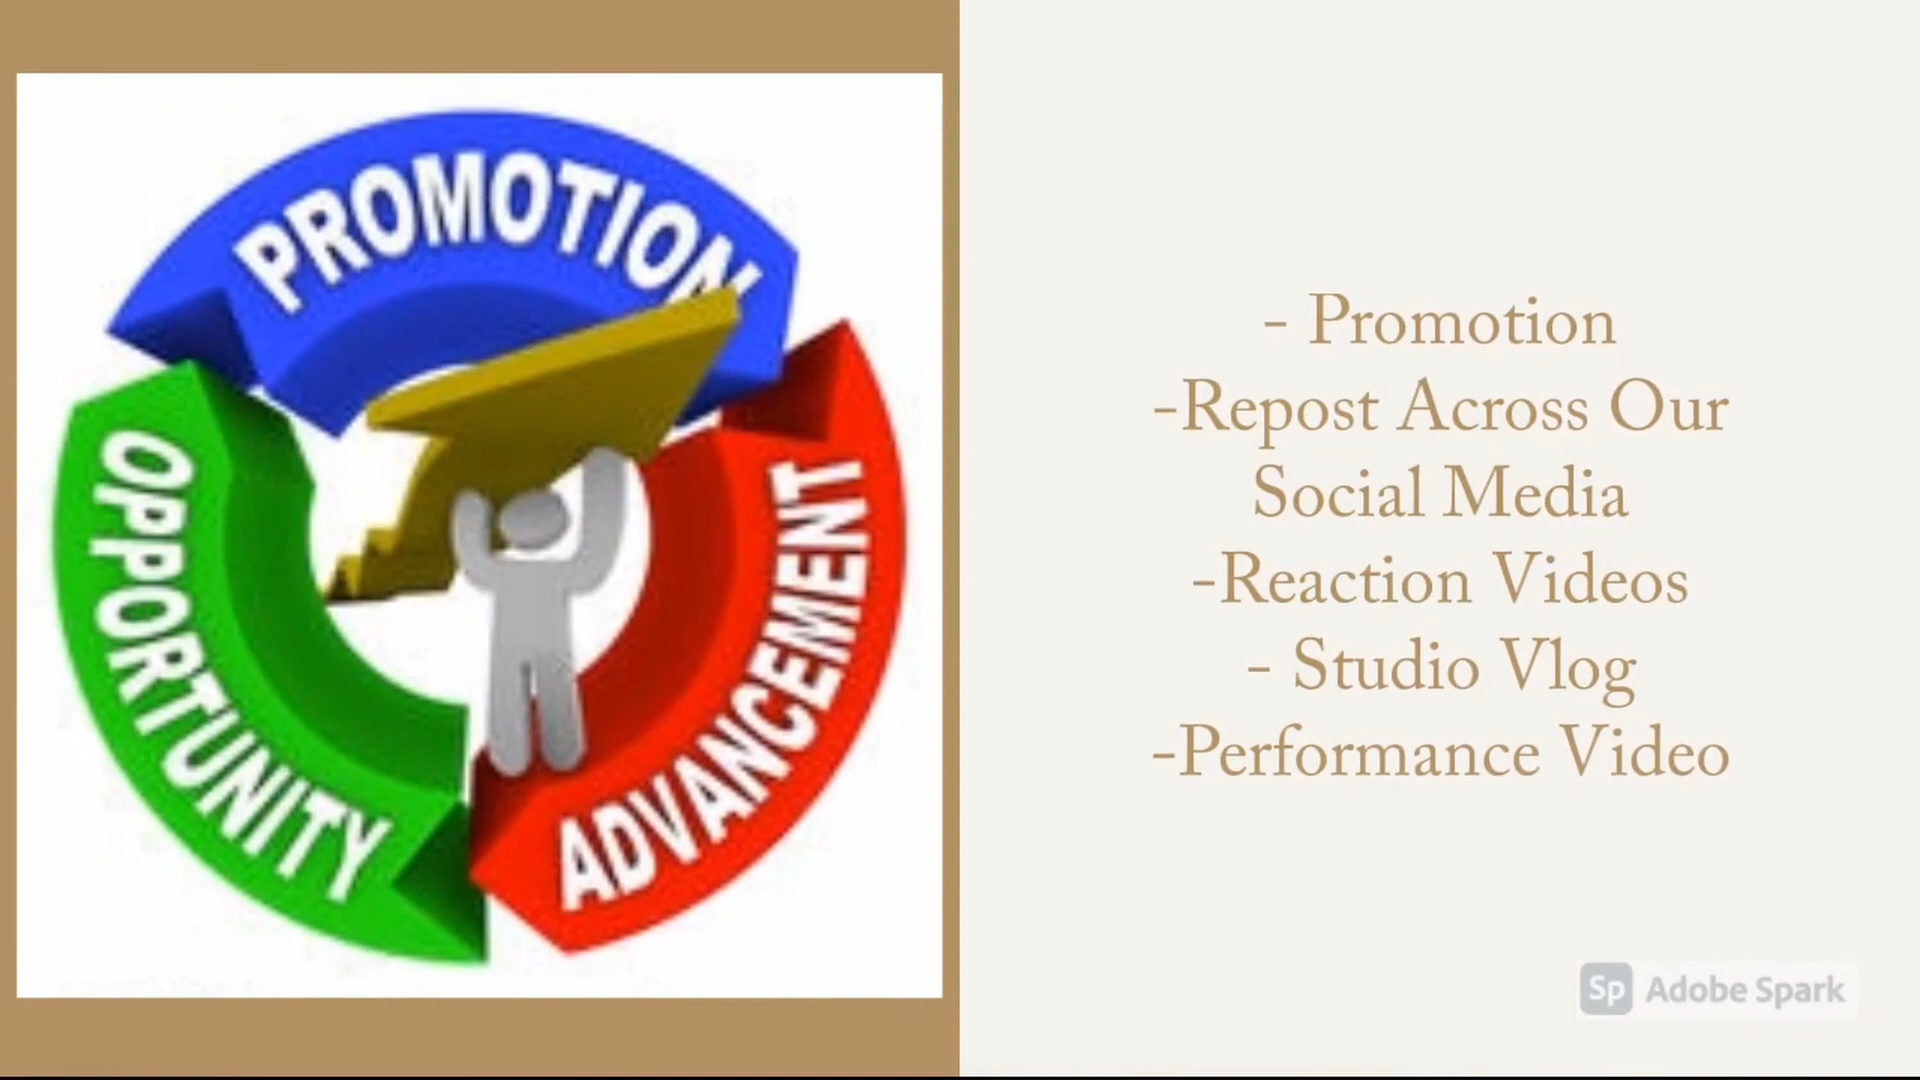 PROMOTION
OPPORTUNITY
ADVANCEMENT
- Promotion
-Repost Across Our
Social Media
-Reaction Videos
- Studio Vlog
-Performance Video
Sp Adobe Spark